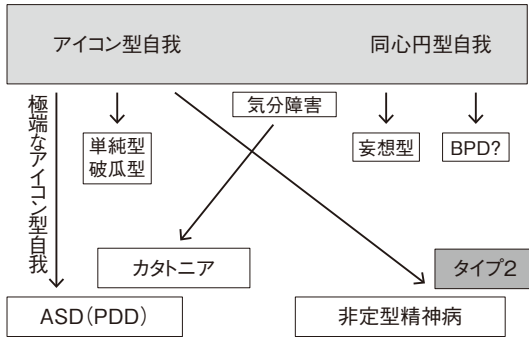 アイコン型自我
同心円型自我
極端なアイコン型自我
単純型
破瓜型
気分障害
妄想型
BPD?
カタトニア
タイプ2
ASD(PDD)
非定型精神病